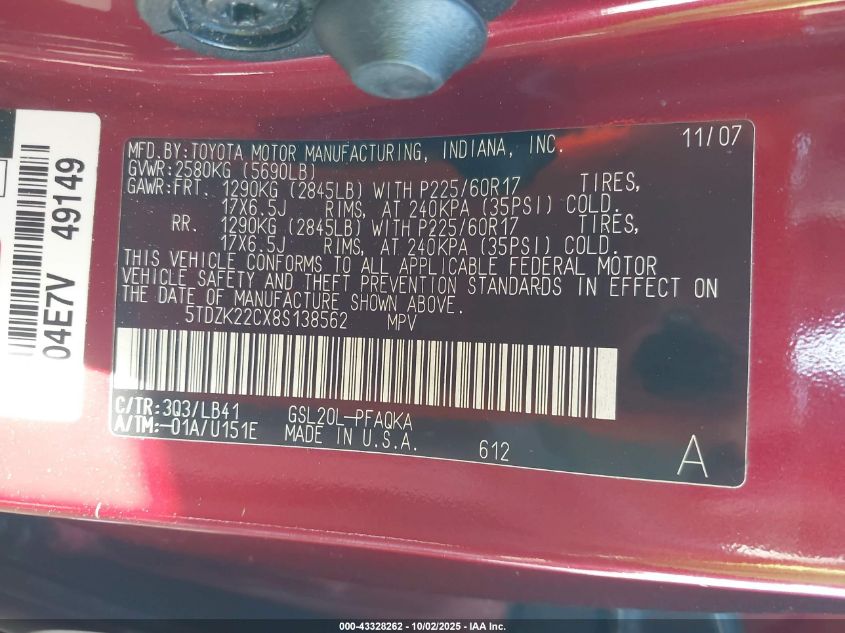 11/07
MFD.BY:TOYOTA MOTOR MANUFACTURING, INDIANA, INC.
GVWR:2580KG (5690LB)
GAWR:FRT. 1290KG (2845LB) WITH P225/60R17 TIRES,
17X6.5J RIMS, AT 240KPA (35PSI) COLD.
RR. 1290KG (2845LB) WITH P225/60R17 TIRES,
17X6.5J RIMS, AT 240KPA (35PSI) COLD.
THIS VEHICLE CONFORMS TO ALL APPLICABLE FEDERAL MOTOR
VEHICLE SAFETY AND THEFT PREVENTION STANDARDS IN EFFECT ON
THE DATE OF MANUFACTURE SHOWN ABOVE.
5TDZK22CX8S138562 MPV
C/TR:3Q3/LB41 GSL20L-PFAQKA
A/TM:-01A/U151E MADE IN U.S.A. 612
A
04E7V 49149
000-43328262 - 10/02/2025 - IAA Inc.